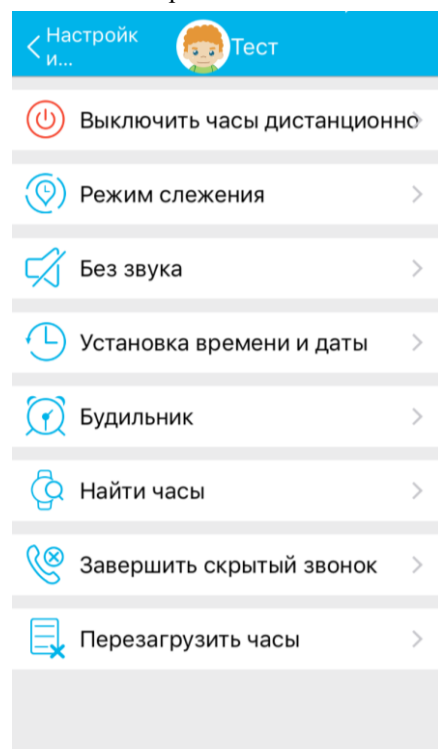 Настройк
и...
Тест
Выключить часы дистанционно
Режим слежения
Без звука
Установка времени и даты
Будильник
Найти часы
Завершить скрытый звонок
Перезагрузить часы